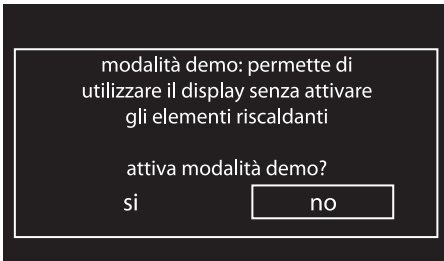 modalità demo: permette di
utilizzare il display senza attivare
gli elementi riscaldanti
attiva modalità demo?
si no